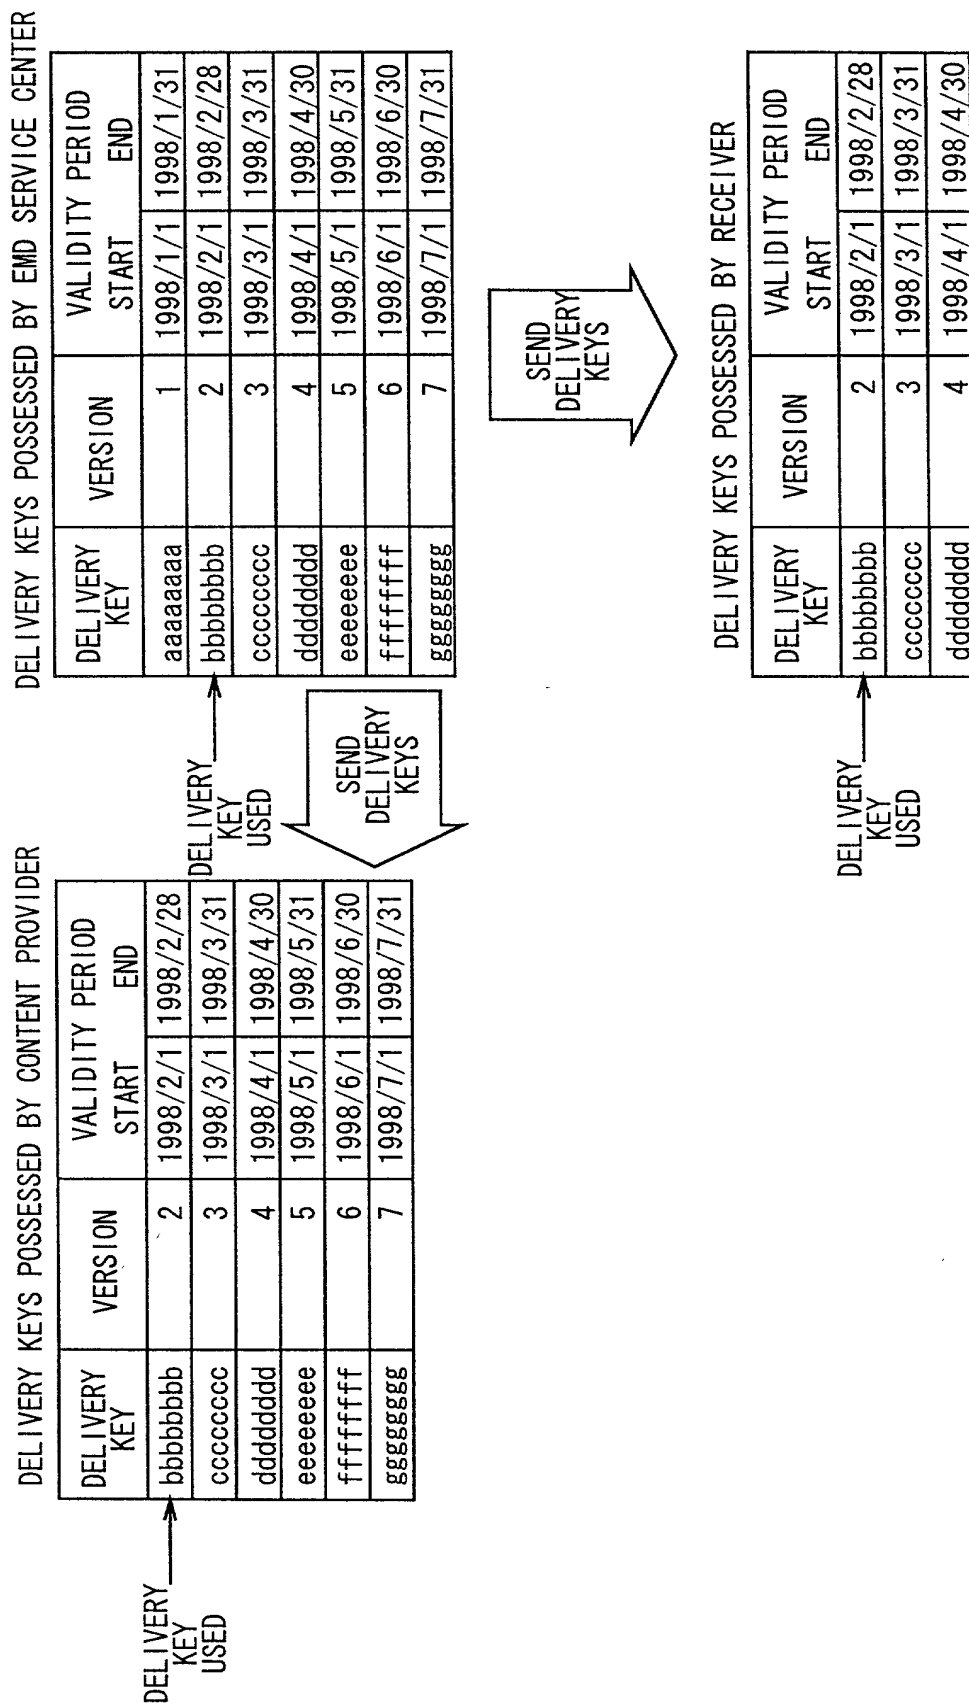 DELIVERY KEYS POSSESSED BY CONTENT PROVIDER
DELIVERY KEY VERSION VALIDITY PERIOD START END
bbbbbbbb 2 1998/2/1 1998/2/28
cccccccc 3 1998/3/1 1998/3/31
dddddddd 4 1998/4/1 1998/4/30
eeeeeeee 5 1998/5/1 1998/5/31
ffffffff 6 1998/6/1 1998/6/30
gggggggg 7 1998/7/1 1998/7/31
DELIVERY
KEY
USED
DELIVERY KEYS POSSESSED BY EMD SERVICE CENTER
DELIVERY KEY VERSION VALIDITY PERIOD START END
aaaaaaaa 1 1998/1/1 1998/1/31
bbbbbbbb 2 1998/2/1 1998/2/28
cccccccc 3 1998/3/1 1998/3/31
dddddddd 4 1998/4/1 1998/4/30
eeeeeeee 5 1998/5/1 1998/5/31
ffffffff 6 1998/6/1 1998/6/30
gggggggg 7 1998/7/1 1998/7/31
DELIVERY
KEY
USED
SEND
DELIVERY
KEYS
SEND
DELIVERY
KEYS
DELIVERY KEYS POSSESSED BY RECEIVER
DELIVERY KEY VERSION VALIDITY PERIOD START END
bbbbbbbb 2 1998/2/1 1998/2/28
cccccccc 3 1998/3/1 1998/3/31
dddddddd 4 1998/4/1 1998/4/30
DELIVERY
KEY
USED